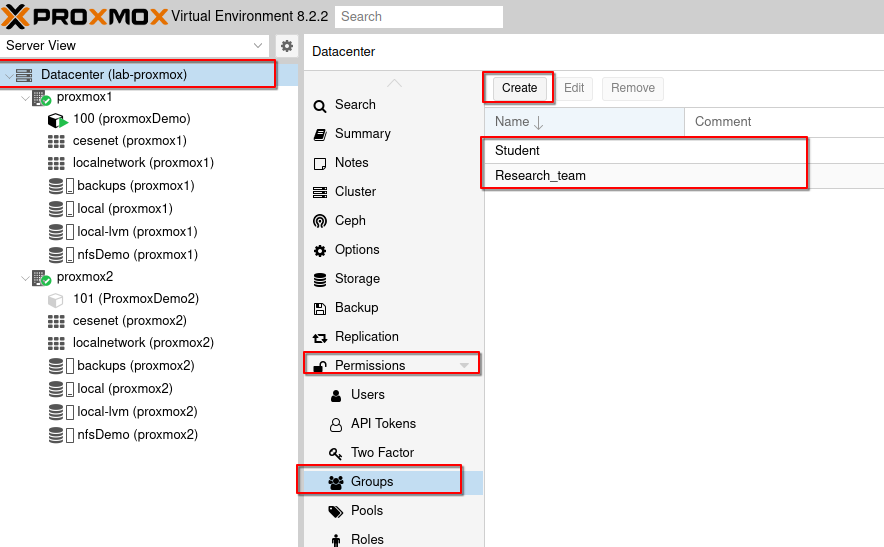 PROXMOX Virtual Environment 8.2.2 Search
Server View
Datacenter (lab-proxmox)
proxmox1
100 (proxmoxDemo)
cesenet (proxmox1)
localnetwork (proxmox1)
backups (proxmox1)
local (proxmox1)
local-lvm (proxmox1)
nfsDemo (proxmox1)
proxmox2
101 (ProxmoxDemo2)
cesenet (proxmox2)
localnetwork (proxmox2)
backups (proxmox2)
local (proxmox2)
local-lvm (proxmox2)
nfsDemo (proxmox2)
Datacenter
Search
Summary
Notes
Cluster
Ceph
Options
Storage
Backup
Replication
Permissions
Users
API Tokens
Two Factor
Groups
Pools
Roles
Create Edit Remove
Name Comment
Student
Research_team